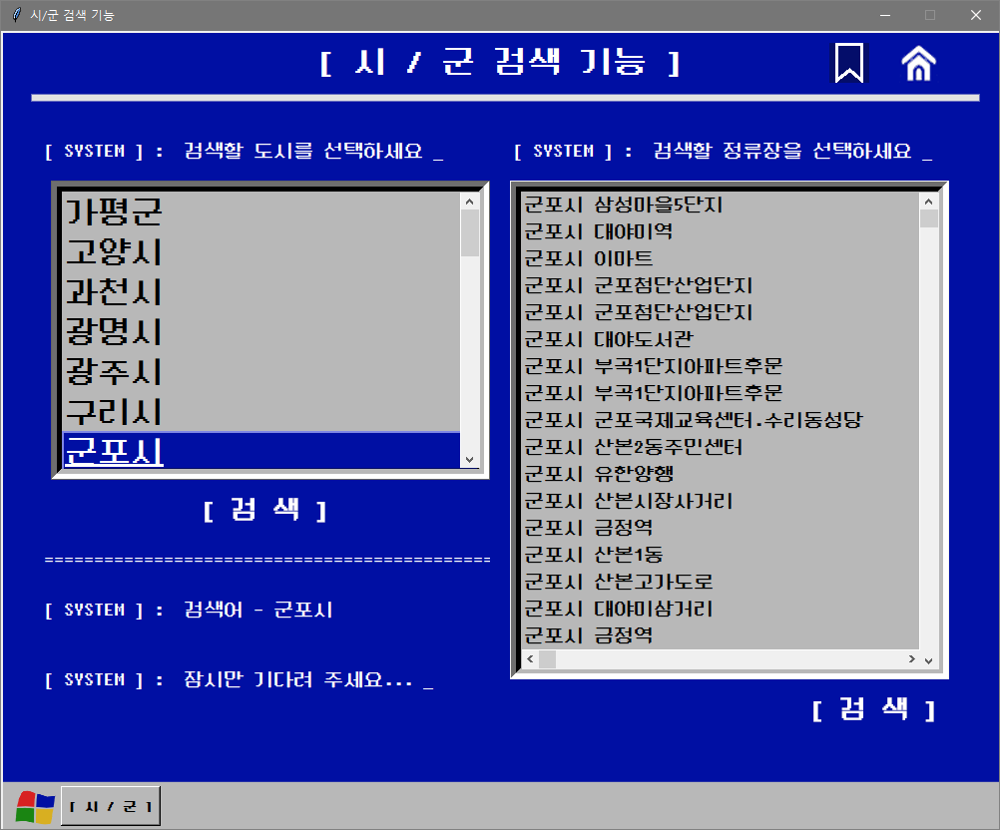 시/군 검색 기능
[ 시 / 군 검색 기능 ]
[ SYSTEM ] : 검색할 도시를 선택하세요 _
가평군
고양시
과천시
광명시
광주시
구리시
군포시
[ 검 색 ]
=============================================
[ SYSTEM ] : 검색어 - 군포시
[ SYSTEM ] : 잠시만 기다려 주세요... _
[ SYSTEM ] : 검색할 정류장을 선택하세요 _
군포시 삼성마을5단지
군포시 대야미역
군포시 이마트
군포시 군포첨단산업단지
군포시 군포첨단산업단지
군포시 대야도서관
군포시 부곡1단지아파트후문
군포시 부곡1단지아파트후문
군포시 군포국제교육센터.수리동성당
군포시 산본2동주민센터
군포시 유한양행
군포시 산본시장사거리
군포시 금정역
군포시 산본1동
군포시 산본고가도로
군포시 대야미삼거리
군포시 금정역
[ 검 색 ]
[ 시 / 군 ]